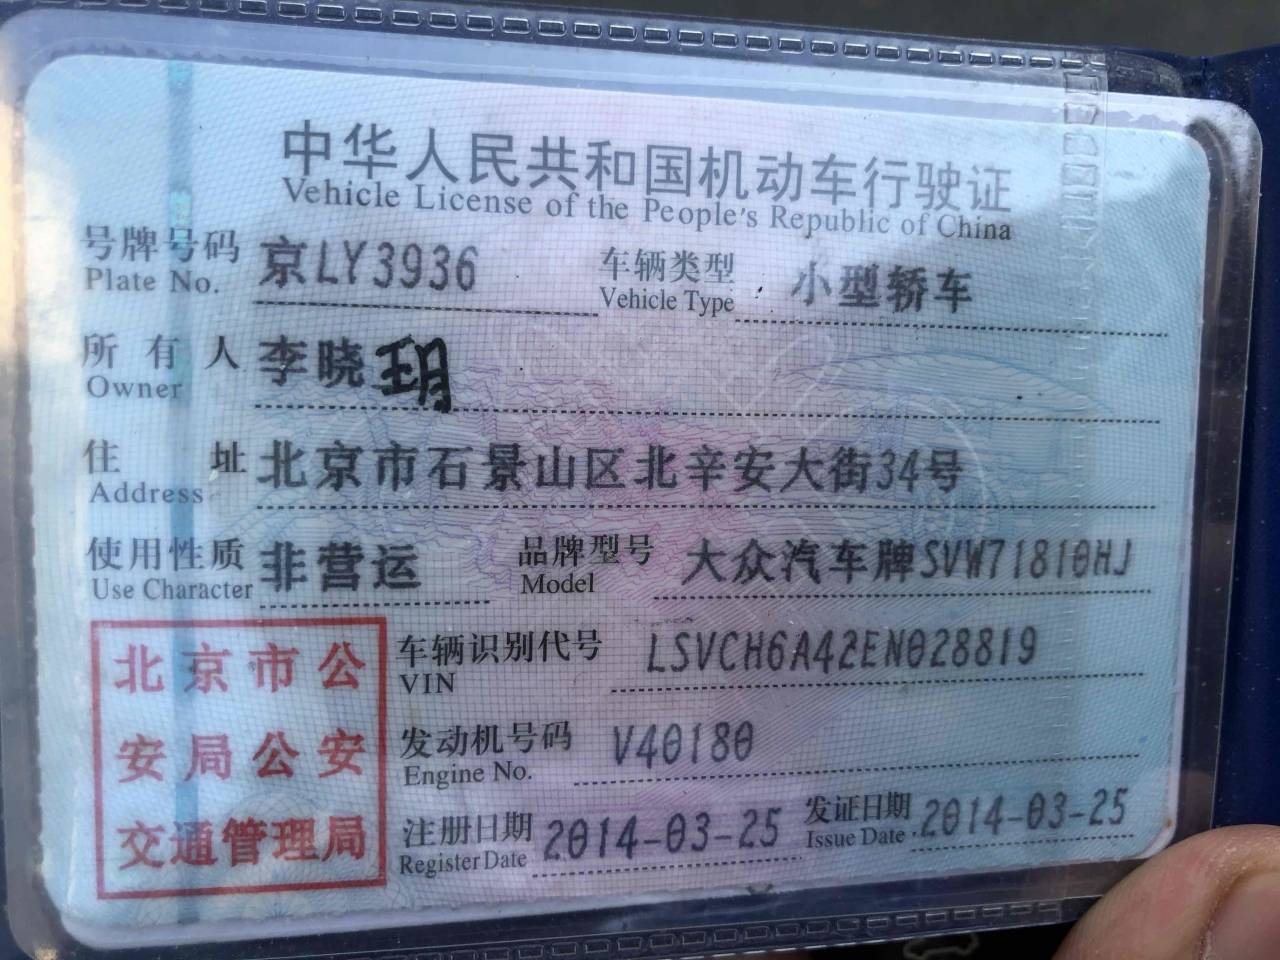 中华人民共和国机动车行驶证
Vehicle License of the People's Republic of China
号牌号码 京LY3936 车辆类型 小型轿车
Plate No. Vehicle Type
所有人 李晓玥
Owner
住址 北京市石景山区北辛安大街34号
Address
使用性质 非营运 品牌型号 大众汽车牌SVW71810HJ
Use Character Model
北京市公
安局公安
交通管理局
车辆识别代号 LSVCH6A42EN028819
VIN
发动机号码 V40180
Engine No.
注册日期 2014-03-25 发证日期 2014-03-25
Register Date Issue Date